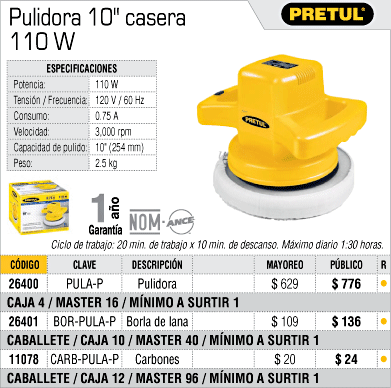 Pulidora 10" casera
110 W
PRETUL®
ESPECIFICACIONES
Potencia: 110 W
Tensión / Frecuencia: 120 V / 60 Hz
Consumo: 0.75 A
Velocidad: 3,000 rpm
Capacidad de pulido: 10" (254 mm)
Peso: 2.5 kg
PRETUL
1 año
Garantía
NOM-ANCE
Ciclo de trabajo: 20 min. de trabajo x 10 min. de descanso. Máximo diario 1:30 horas.
CÓDIGO CLAVE DESCRIPCIÓN MAYOREO PÚBLICO R
26400 PULA-P Pulidora $ 629 $ 776
CAJA 4 / MASTER 16 / MÍNIMO A SURTIR 1
26401 BOR-PULA-P Borla de lana $ 109 $ 136
CABALLETE / CAJA 10 / MASTER 40 / MÍNIMO A SURTIR 1
11078 CARB-PULA-P Carbones $ 20 $ 24
CABALLETE / CAJA 12 / MASTER 96 / MÍNIMO A SURTIR 1